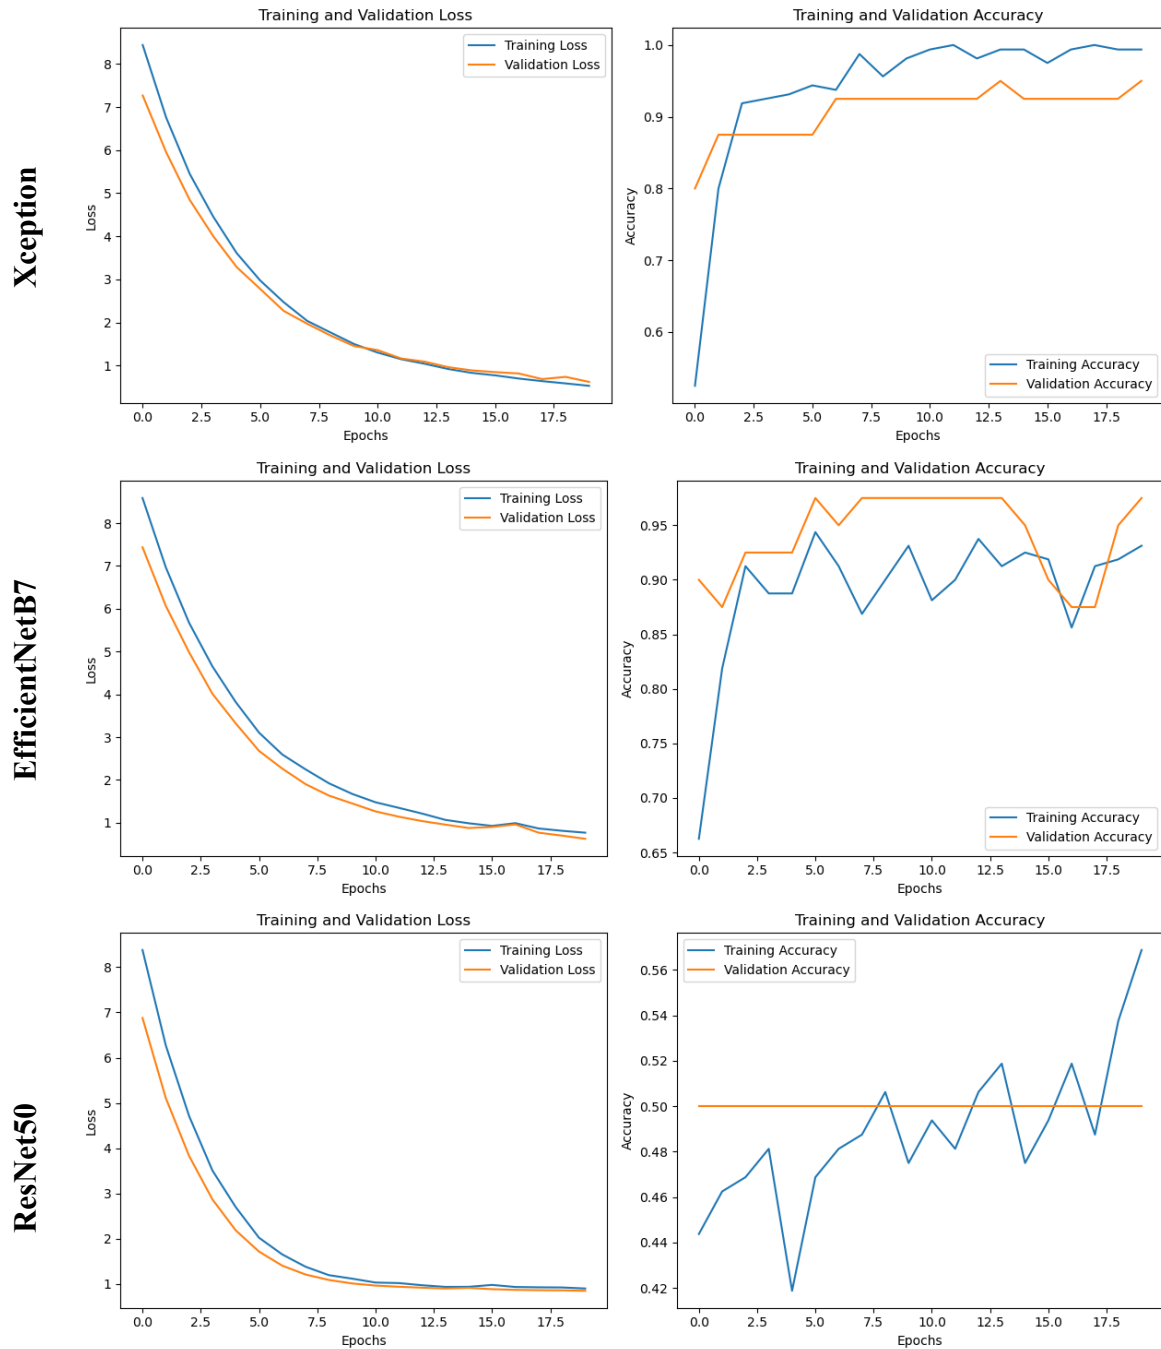 Xception
Training and Validation Loss
Training Loss
Validation Loss
Loss
8
7
6
5
4
3
2
1
0.0 2.5 5.0 7.5 10.0 12.5 15.0 17.5
Epochs
Training and Validation Accuracy
Accuracy
1.0
0.9
0.8
0.7
0.6
Training Accuracy
Validation Accuracy
0.0 2.5 5.0 7.5 10.0 12.5 15.0 17.5
Epochs
EfficientNetB7
Training and Validation Loss
Training Loss
Validation Loss
Loss
8
7
6
5
4
3
2
1
0.0 2.5 5.0 7.5 10.0 12.5 15.0 17.5
Epochs
Training and Validation Accuracy
Accuracy
0.95
0.90
0.85
0.80
0.75
0.70
0.65
Training Accuracy
Validation Accuracy
0.0 2.5 5.0 7.5 10.0 12.5 15.0 17.5
Epochs
ResNet50
Training and Validation Loss
Training Loss
Validation Loss
Loss
8
7
6
5
4
3
2
1
0.0 2.5 5.0 7.5 10.0 12.5 15.0 17.5
Epochs
Training and Validation Accuracy
Training Accuracy
Validation Accuracy
Accuracy
0.56
0.54
0.52
0.50
0.48
0.46
0.44
0.42
0.0 2.5 5.0 7.5 10.0 12.5 15.0 17.5
Epochs